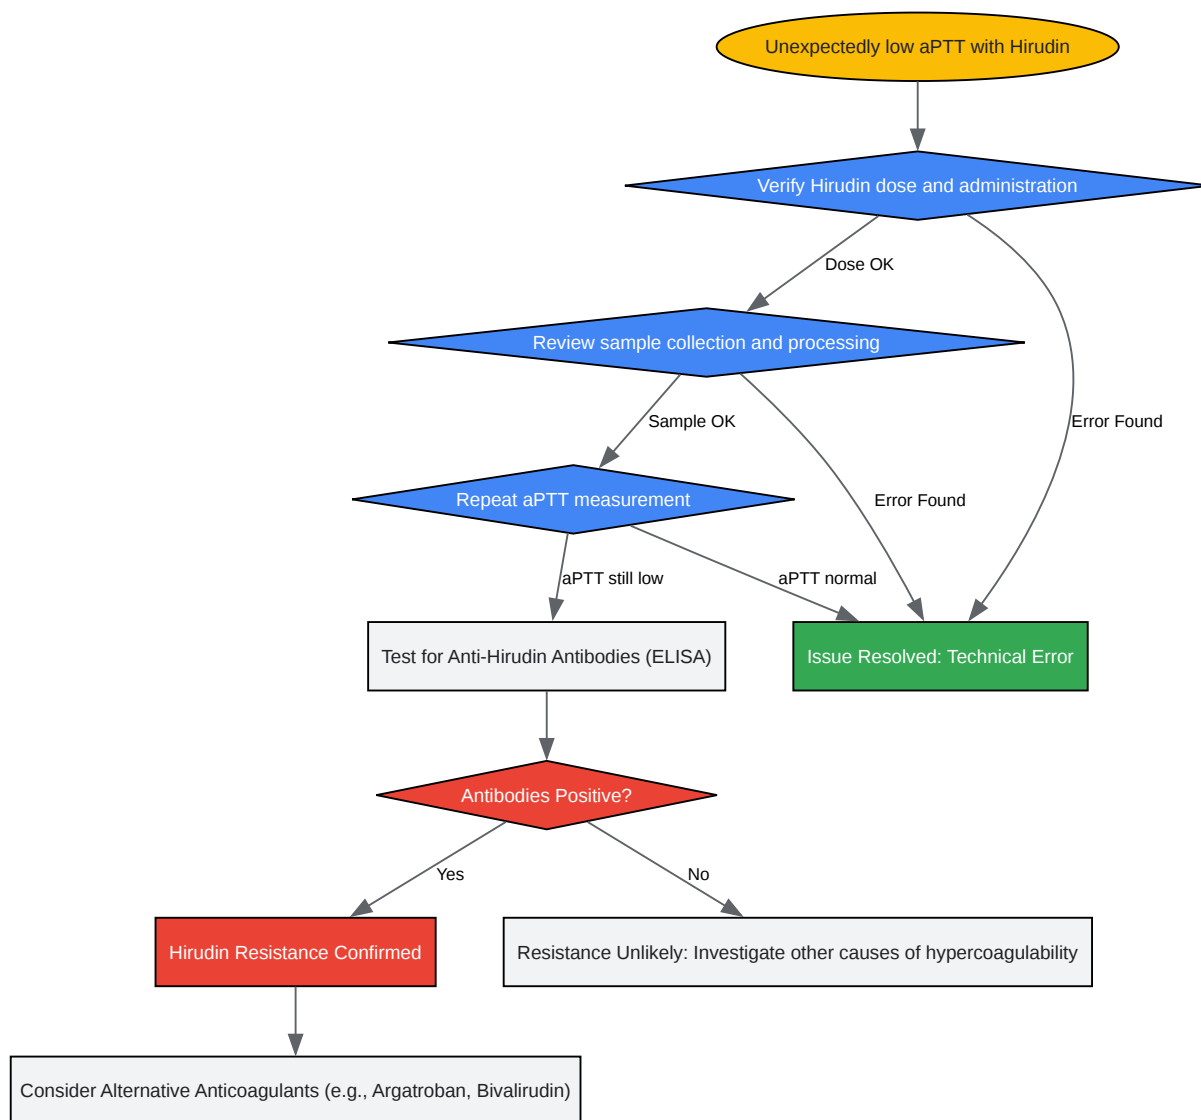 Unexpectedly low aPTT with Hirudin
Verify Hirudin dose and administration
Dose OK
Review sample collection and processing
Sample OK
Error Found
Repeat aPTT measurement
Error Found
aPTT still low
aPTT normal
Test for Anti-Hirudin Antibodies (ELISA)
Issue Resolved: Technical Error
Antibodies Positive?
Yes
No
Hirudin Resistance Confirmed
Resistance Unlikely: Investigate other causes of hypercoagulability
Consider Alternative Anticoagulants (e.g., Argatroban, Bivalirudin)